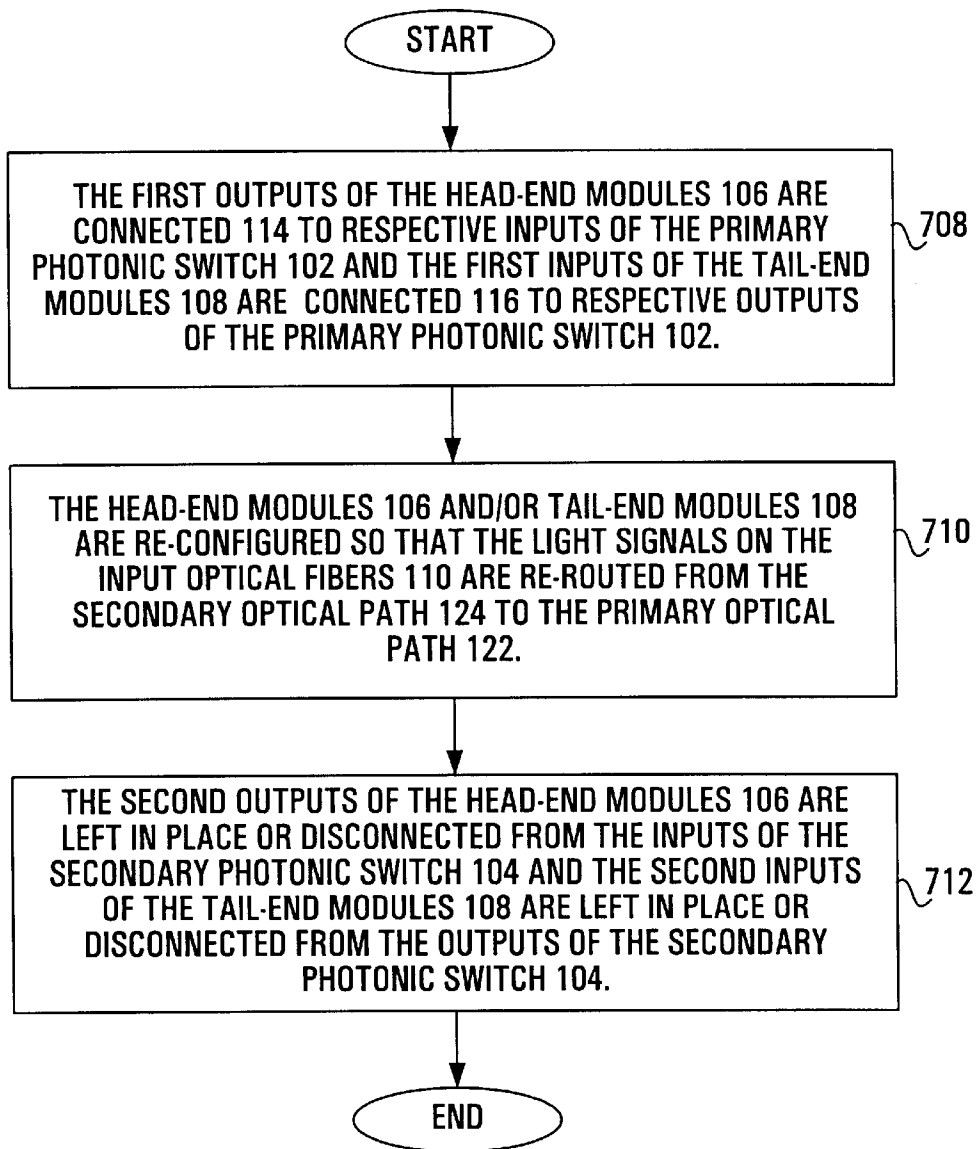 START
THE FIRST OUTPUTS OF THE HEAD-END MODULES 106 ARE
CONNECTED 114 TO RESPECTIVE INPUTS OF THE PRIMARY
PHOTONIC SWITCH 102 AND THE FIRST INPUTS OF THE TAIL-END
MODULES 108 ARE CONNECTED 116 TO RESPECTIVE OUTPUTS
OF THE PRIMARY PHOTONIC SWITCH 102.
708
THE HEAD-END MODULES 106 AND/OR TAIL-END MODULES 108
ARE RE-CONFIGURED SO THAT THE LIGHT SIGNALS ON THE
INPUT OPTICAL FIBERS 110 ARE RE-ROUTED FROM THE
SECONDARY OPTICAL PATH 124 TO THE PRIMARY OPTICAL
PATH 122.
710
THE SECOND OUTPUTS OF THE HEAD-END MODULES 106 ARE
LEFT IN PLACE OR DISCONNECTED FROM THE INPUTS OF THE
SECONDARY PHOTONIC SWITCH 104 AND THE SECOND INPUTS
OF THE TAIL-END MODULES 108 ARE LEFT IN PLACE OR
DISCONNECTED FROM THE OUTPUTS OF THE SECONDARY
PHOTONIC SWITCH 104.
712
END